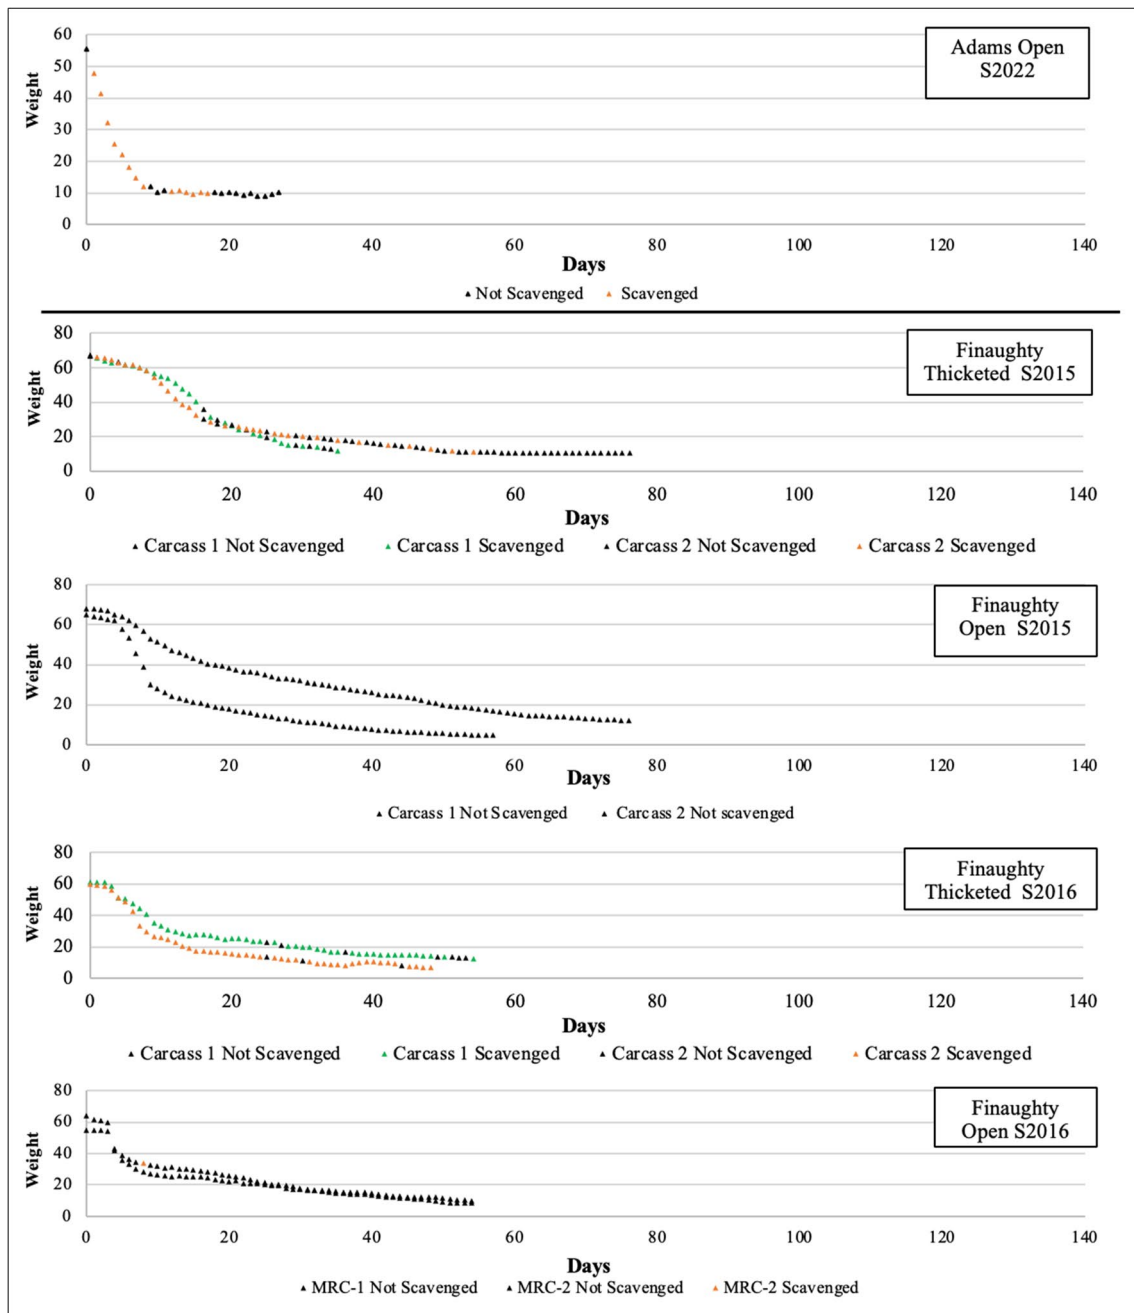 60
50
40
30
20
10
0
Weight
Adams Open
S2022
0 20 40 60 80 100 120 140
Days
Not Scavenged Scavenged
80
60
40
20
0
Weight
Finaughty
Thicketed S2015
0 20 40 60 80 100 120 140
Days
Carcass 1 Not Scavenged Carcass 1 Scavenged Carcass 2 Not Scavenged Carcass 2 Scavenged
80
60
40
20
0
Weight
Finaughty
Open S2015
0 20 40 60 80 100 120 140
Days
Carcass 1 Not Scavenged Carcass 2 Not scavenged
80
60
40
20
0
Weight
Finaughty
Thicketed S2016
0 20 40 60 80 100 120 140
Days
Carcass 1 Not Scavenged Carcass 1 Scavenged Carcass 2 Not Scavenged Carcass 2 Scavenged
80
60
40
20
0
Weight
Finaughty
Open S2016
0 20 40 60 80 100 120 140
Days
MRC-1 Not Scavenged MRC-2 Not Scavenged MRC-2 Scavenged